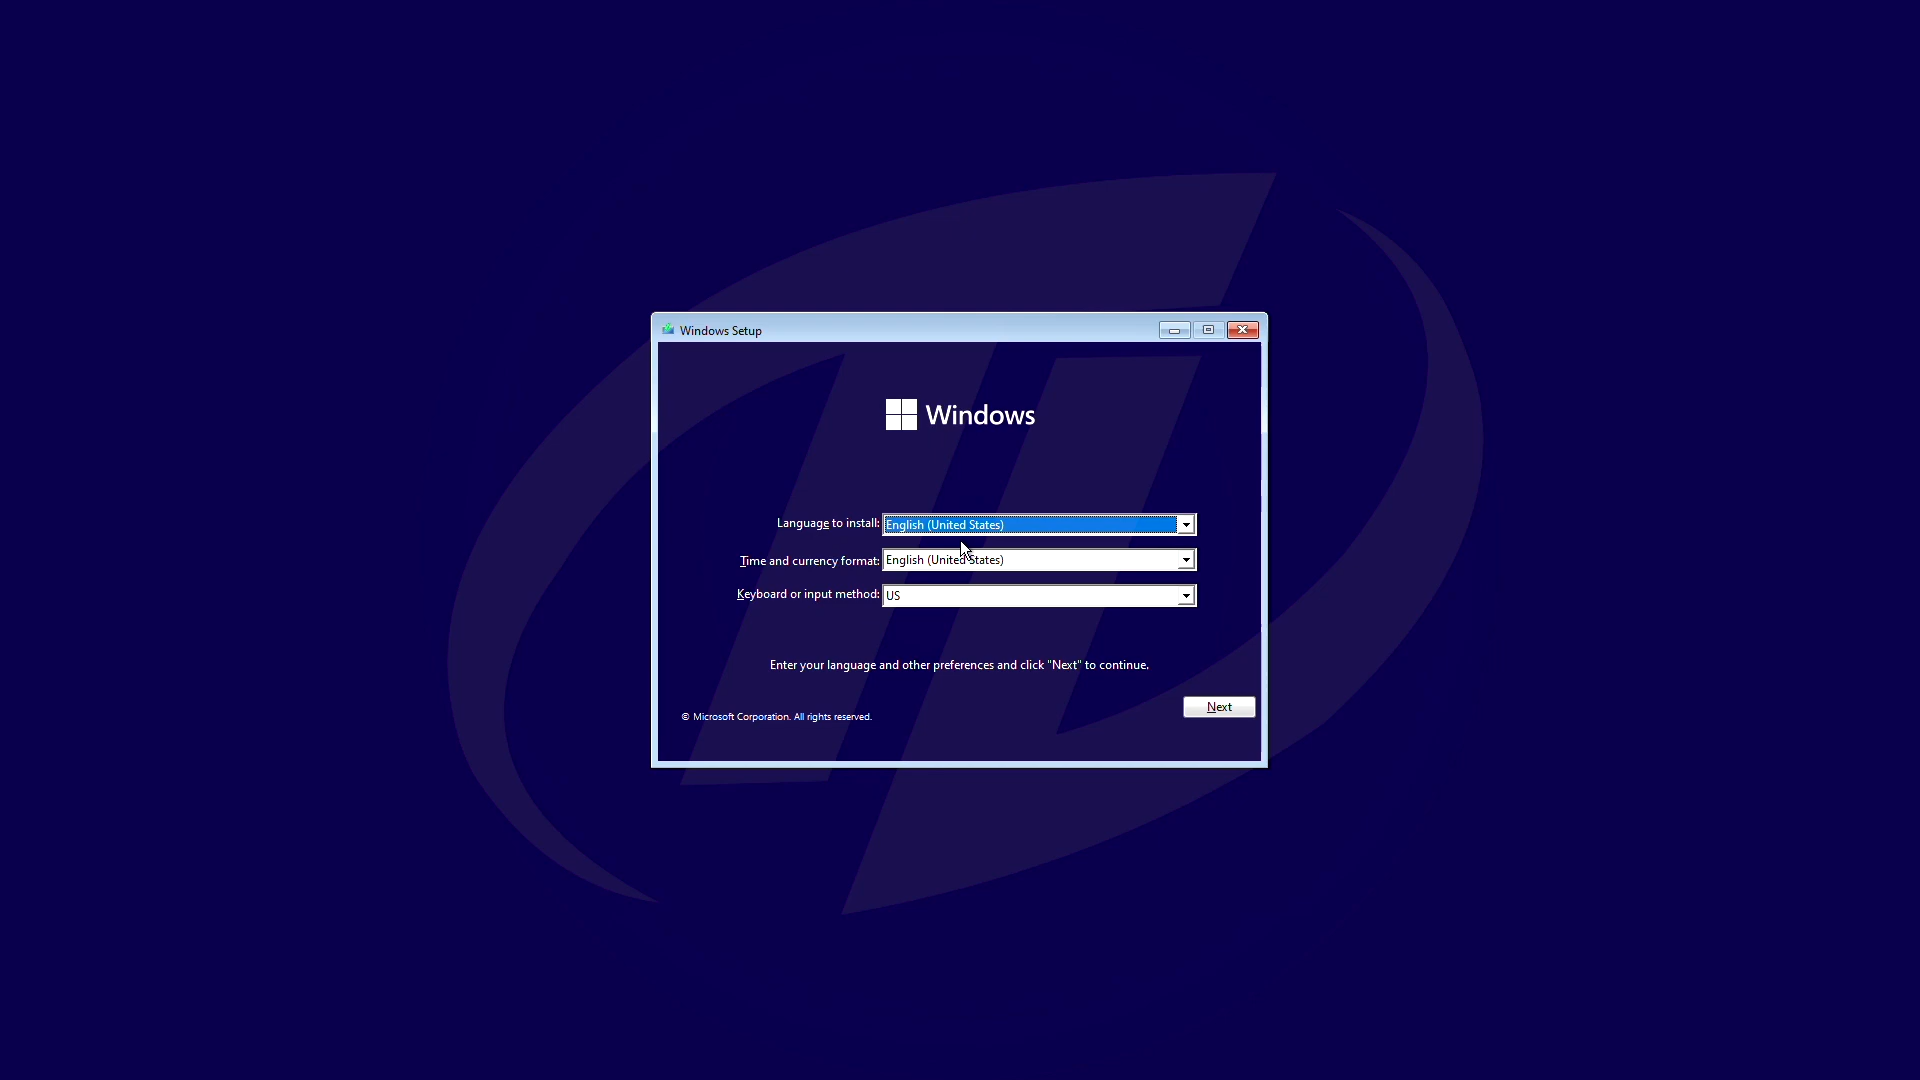 Windows Setup
Windows
Language to install: English (United States)
Time and currency format: English (United States)
Keyboard or input method: US
Enter your language and other preferences and click "Next" to continue.
Next
© Microsoft Corporation. All rights reserved.